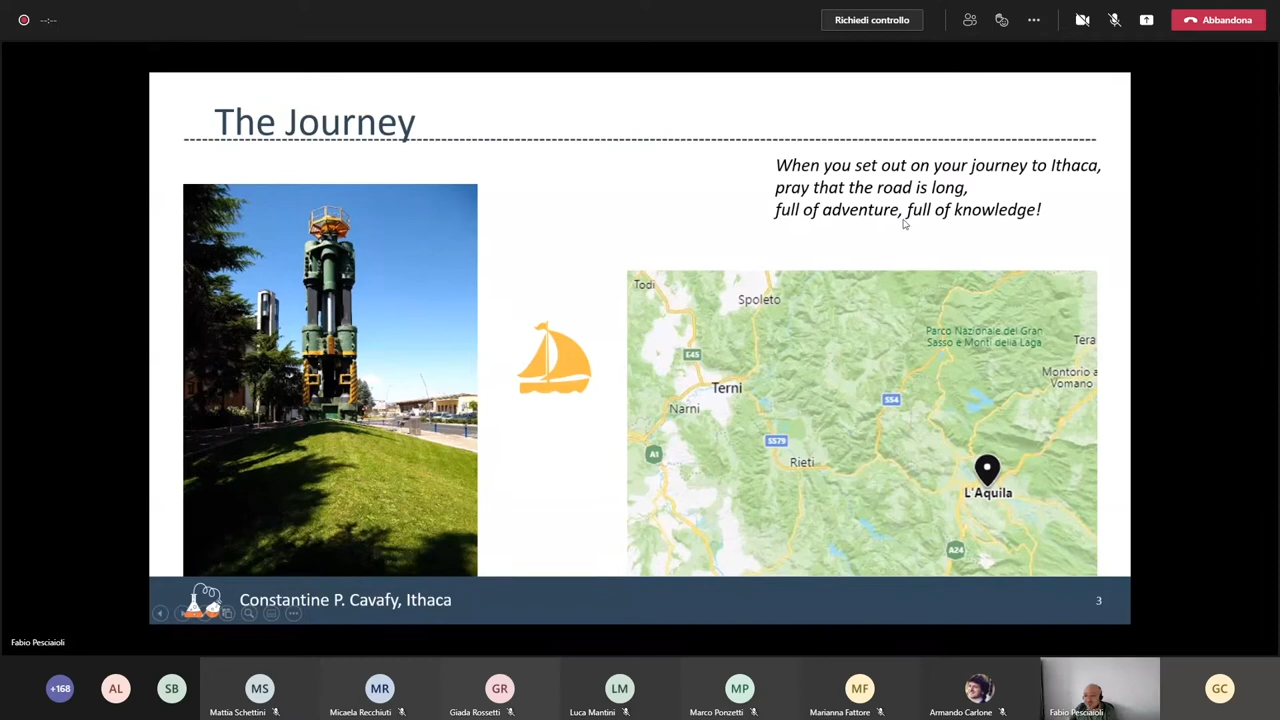 --:--
Richiedi controllo
Abbandona
The Journey
When you set out on your journey to Ithaca,
pray that the road is long,
full of adventure, full of knowledge!
Todi
Spoleto
Parco Nazionale del Gran
Sasso e Monti della Laga
Tera
E45
Montorio a
Vomano
Terni
SS4
Narni
SS79
A1
Rieti
L'Aquila
A24
Constantine P. Cavafy, Ithaca
3
Fabio Pesciaioli
+168
AL
SB
MS
MR
GR
LM
MP
MF
GC
Mattia Schettini
Micaela Recchiuti
Giada Rossetti
Luca Mantini
Marco Ponzetti
Marianna Fattore
Armando Carlone
Fabio Pesciaioli